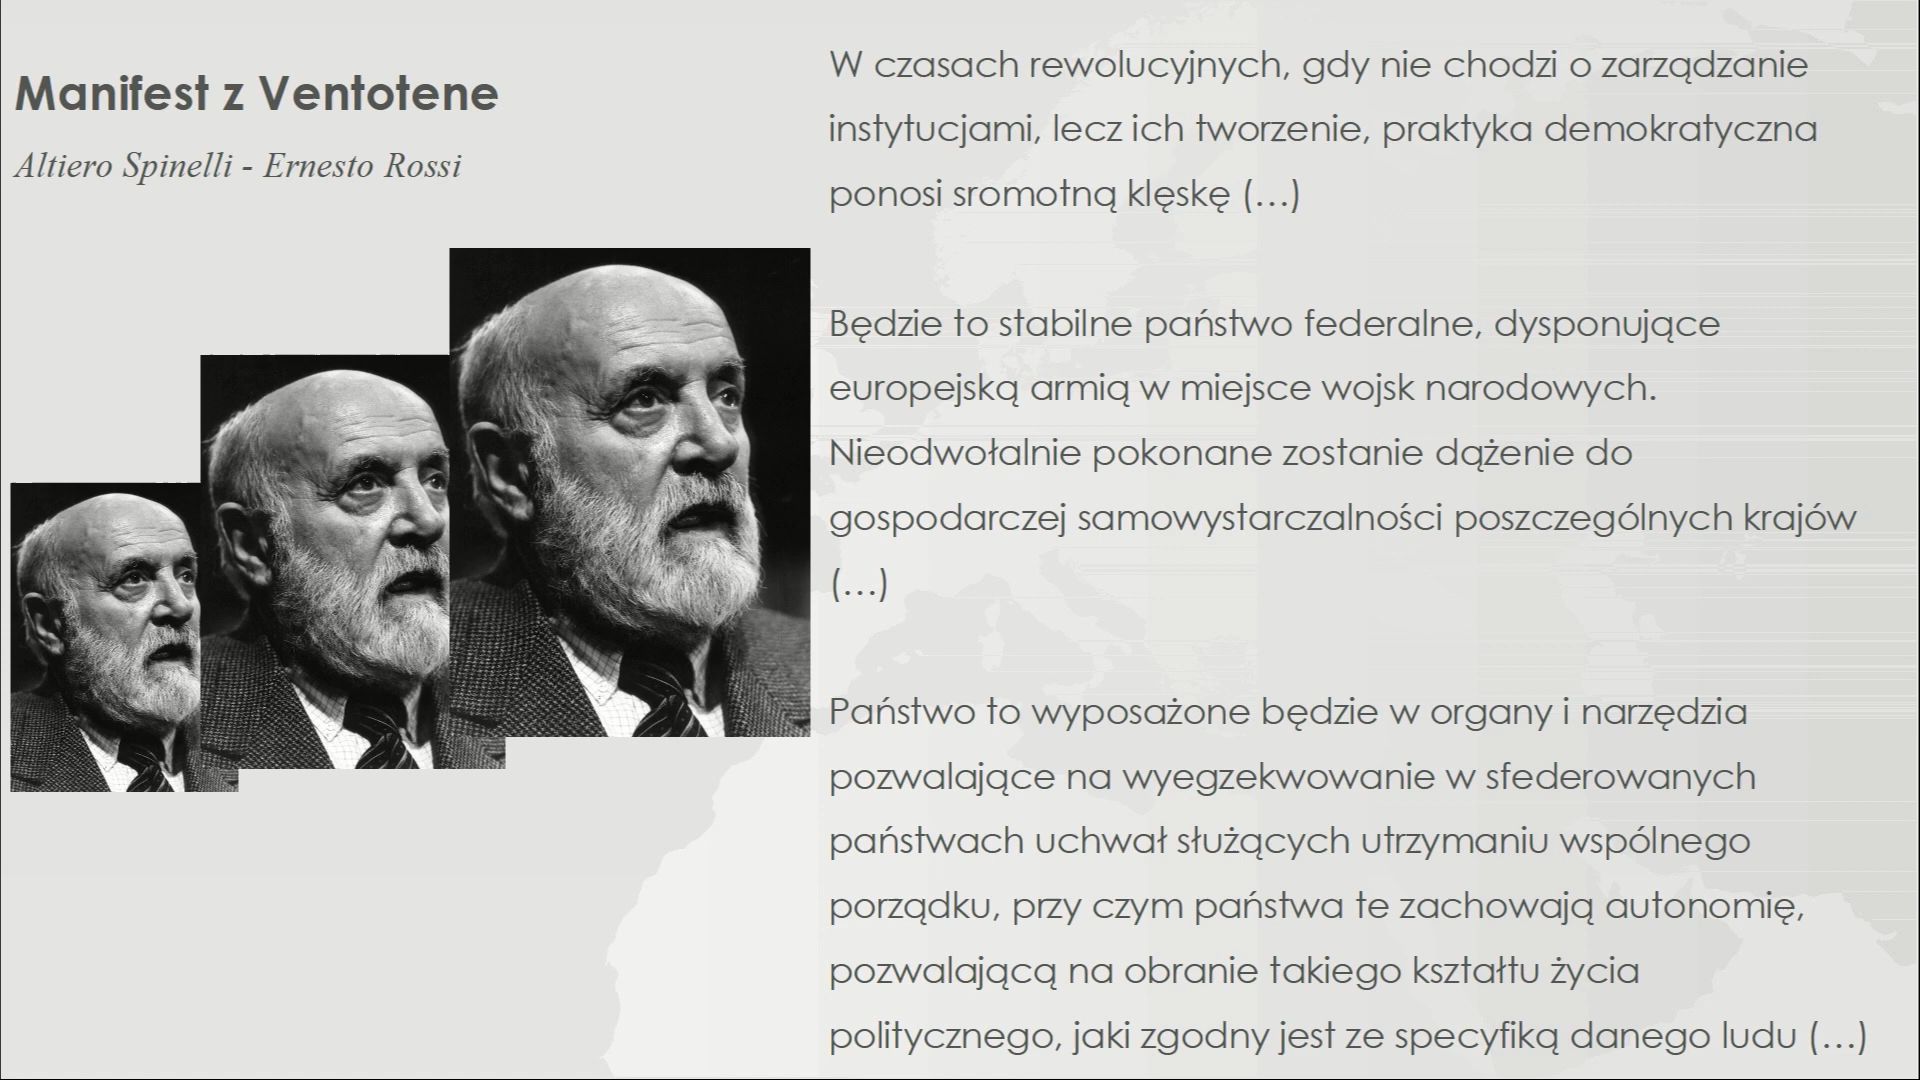 Manifest z Ventotene
Altiero Spinelli - Ernesto Rossi
W czasach rewolucyjnych, gdy nie chodzi o zarządzanie
instytucjami, lecz ich tworzenie, praktyka demokratyczna
ponosi sromotną klęskę (…)
Będzie to stabilne państwo federalne, dysponujące
europejską armią w miejsce wojsk narodowych.
Nieodwołalnie pokonane zostanie dążenie do
gospodarczej samowystarczalności poszczególnych krajów
(…)
Państwo to wyposażone będzie w organy i narzędzia
pozwalające na wyegzekwowanie w sfederowanych
państwach uchwał służących utrzymaniu wspólnego
porządku, przy czym państwa te zachowają autonomię,
pozwalającą na obranie takiego kształtu życia
politycznego, jaki zgodny jest ze specyfiką danego ludu (…)